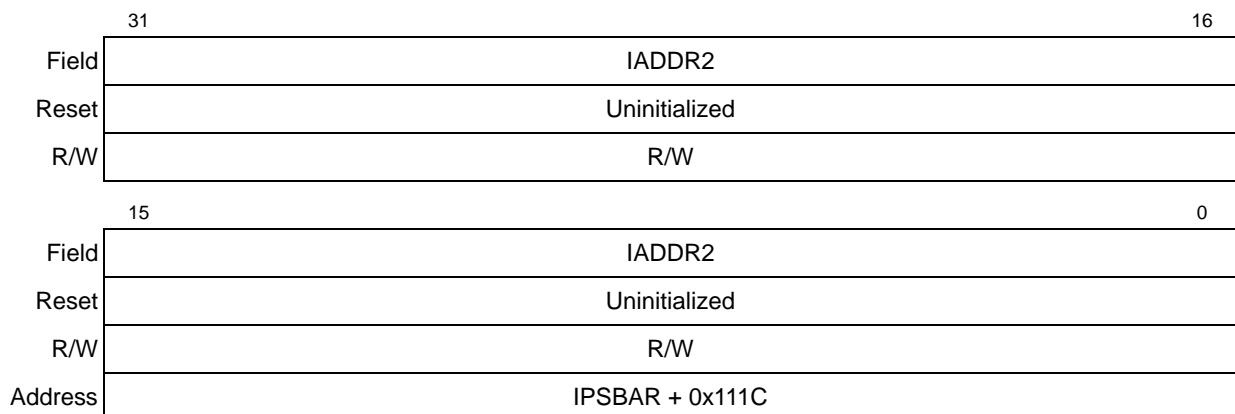 31 16
Field IADDR2
Reset Uninitialized
R/W R/W
15 0
Field IADDR2
Reset Uninitialized
R/W R/W
Address IPSBAR + 0x111C